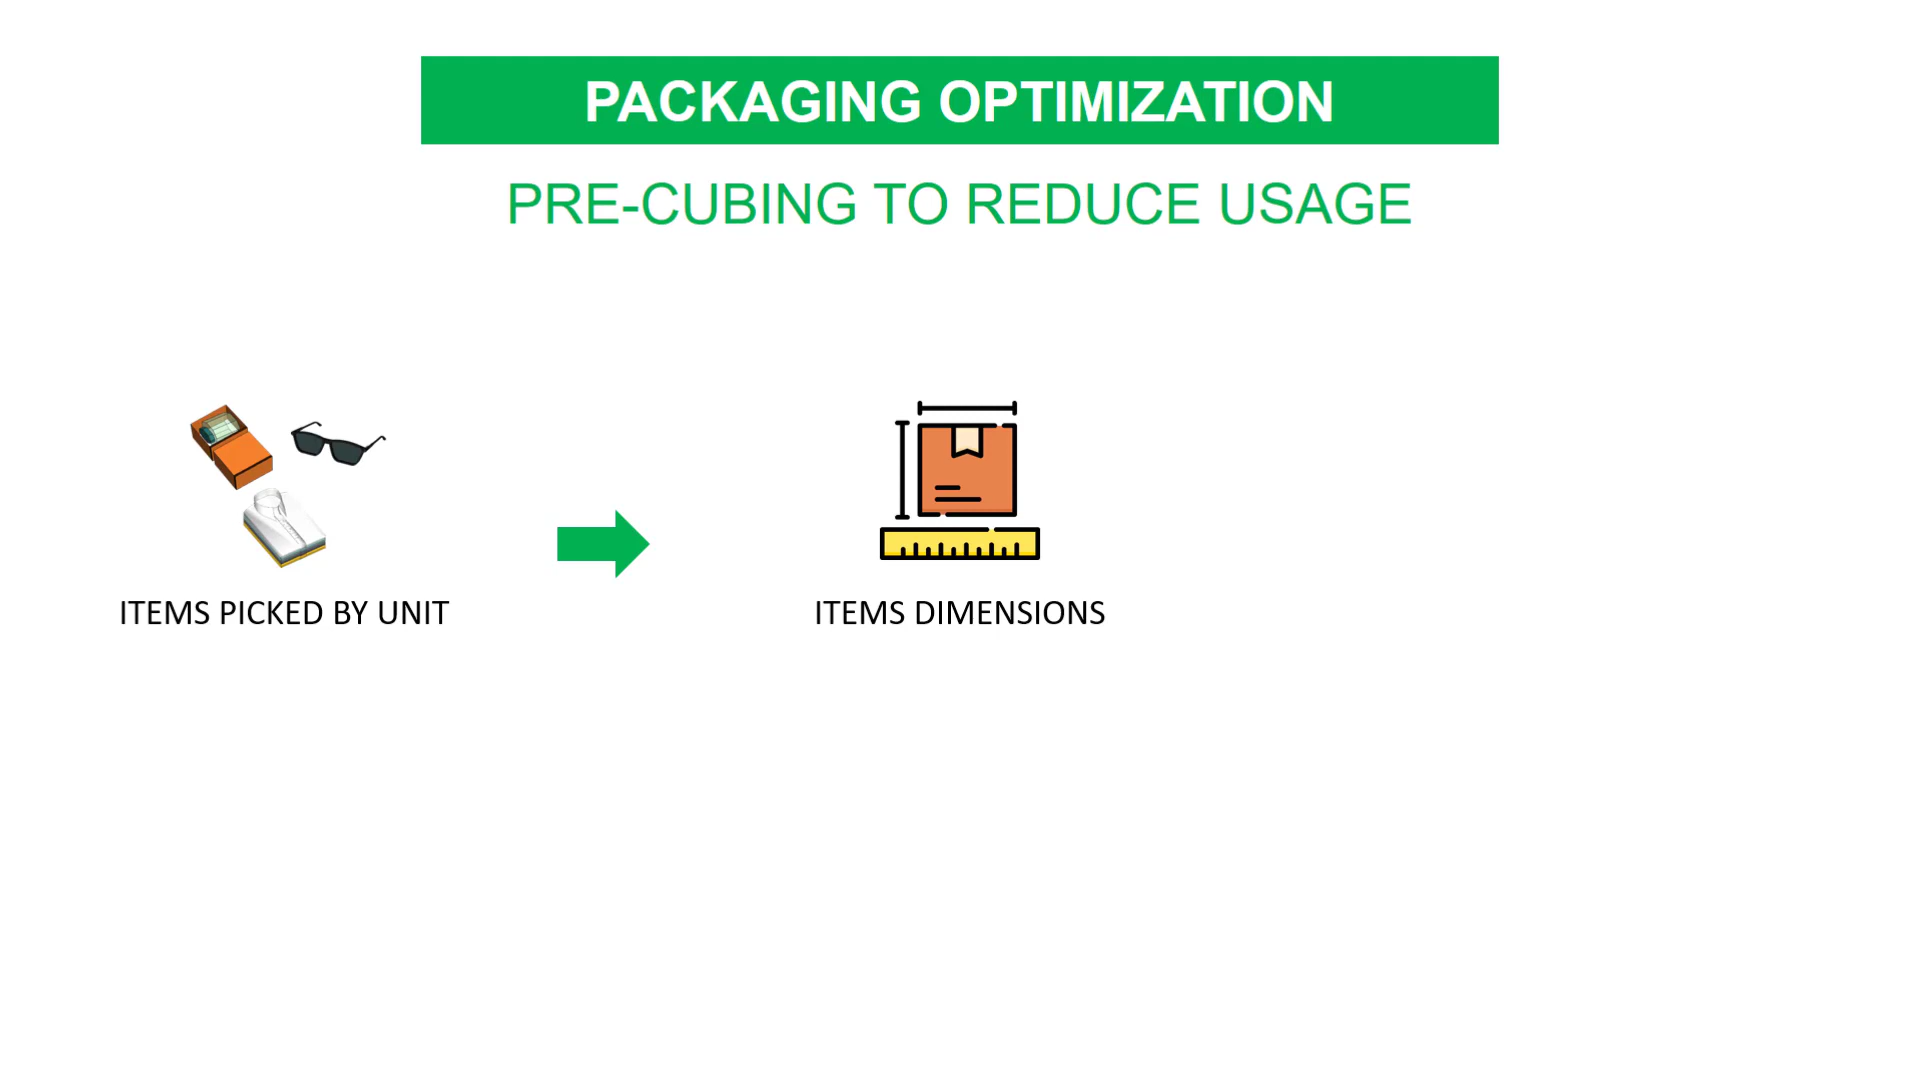 PACKAGING OPTIMIZATION
PRE-CUBING TO REDUCE USAGE
ITEMS PICKED BY UNIT
ITEMS DIMENSIONS